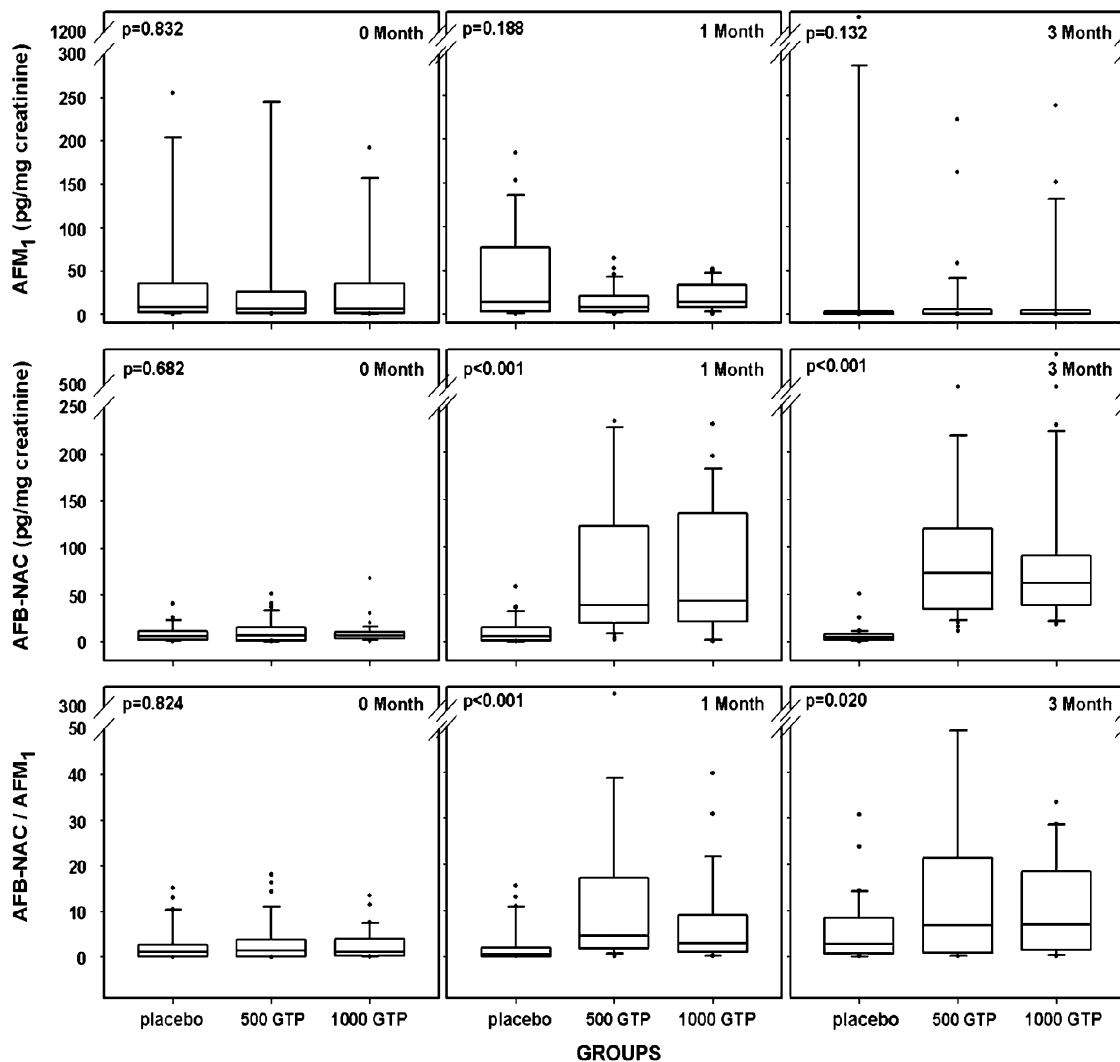 p=0.832 0 Month p=0.188 1 Month p=0.132 3 Month
1200
300
250
200
150
100
50
0
AFM1 (pg/mg creatinine)
p=0.682 0 Month p<0.001 1 Month p<0.001 3 Month
500
250
200
150
100
50
0
AFB-NAC (pg/mg creatinine)
p=0.824 0 Month p<0.001 1 Month p=0.020 3 Month
300
50
40
30
20
10
0
AFB-NAC / AFM1
placebo 500 GTP 1000 GTP placebo 500 GTP 1000 GTP placebo 500 GTP 1000 GTP
GROUPS